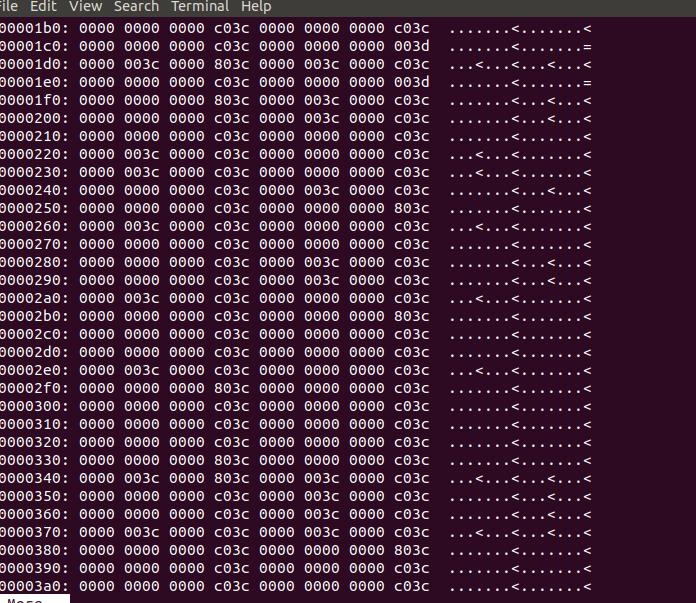 File Edit View Search Terminal Help
00001b0: 0000 0000 0000 c03c 0000 0000 0000 c03c .......<.......<
00001c0: 0000 0000 0000 c03c 0000 0000 0000 003d .......<.......=
00001d0: 0000 003c 0000 803c 0000 003c 0000 c03c ...<...<...<...<
00001e0: 0000 0000 0000 c03c 0000 0000 0000 003d .......<.......=
00001f0: 0000 0000 0000 803c 0000 003c 0000 c03c .......<...<...<
0000200: 0000 0000 0000 c03c 0000 003c 0000 c03c .......<...<...<
0000210: 0000 0000 0000 c03c 0000 0000 0000 c03c .......<.......<
0000220: 0000 003c 0000 c03c 0000 0000 0000 c03c ...<...<.......<
0000230: 0000 003c 0000 c03c 0000 0000 0000 c03c ...<...<.......<
0000240: 0000 0000 0000 c03c 0000 003c 0000 c03c .......<...<...<
0000250: 0000 0000 0000 c03c 0000 0000 0000 803c .......<.......<
0000260: 0000 003c 0000 c03c 0000 0000 0000 c03c ...<...<.......<
0000270: 0000 0000 0000 c03c 0000 0000 0000 c03c .......<.......<
0000280: 0000 0000 0000 c03c 0000 003c 0000 c03c .......<...<...<
0000290: 0000 0000 0000 c03c 0000 003c 0000 c03c .......<...<...<
00002a0: 0000 003c 0000 c03c 0000 0000 0000 c03c ...<...<.......<
00002b0: 0000 0000 0000 c03c 0000 0000 0000 803c .......<.......<
00002c0: 0000 0000 0000 c03c 0000 0000 0000 c03c .......<.......<
00002d0: 0000 0000 0000 c03c 0000 0000 0000 c03c .......<.......<
00002e0: 0000 003c 0000 c03c 0000 0000 0000 c03c ...<...<.......<
00002f0: 0000 0000 0000 803c 0000 0000 0000 c03c .......<.......<
0000300: 0000 0000 0000 c03c 0000 0000 0000 c03c .......<.......<
0000310: 0000 0000 0000 c03c 0000 0000 0000 c03c .......<.......<
0000320: 0000 0000 0000 c03c 0000 0000 0000 c03c .......<.......<
0000330: 0000 0000 0000 803c 0000 0000 0000 c03c .......<.......<
0000340: 0000 003c 0000 803c 0000 003c 0000 c03c ...<...<...<...<
0000350: 0000 0000 0000 c03c 0000 003c 0000 c03c .......<...<...<
0000360: 0000 0000 0000 c03c 0000 003c 0000 c03c .......<...<...<
0000370: 0000 003c 0000 c03c 0000 003c 0000 c03c ...<...<...<...<
0000380: 0000 0000 0000 c03c 0000 0000 0000 803c .......<.......<
0000390: 0000 0000 0000 c03c 0000 0000 0000 c03c .......<.......<
00003a0: 0000 0000 0000 c03c 0000 0000 0000 c03c .......<.......<
More